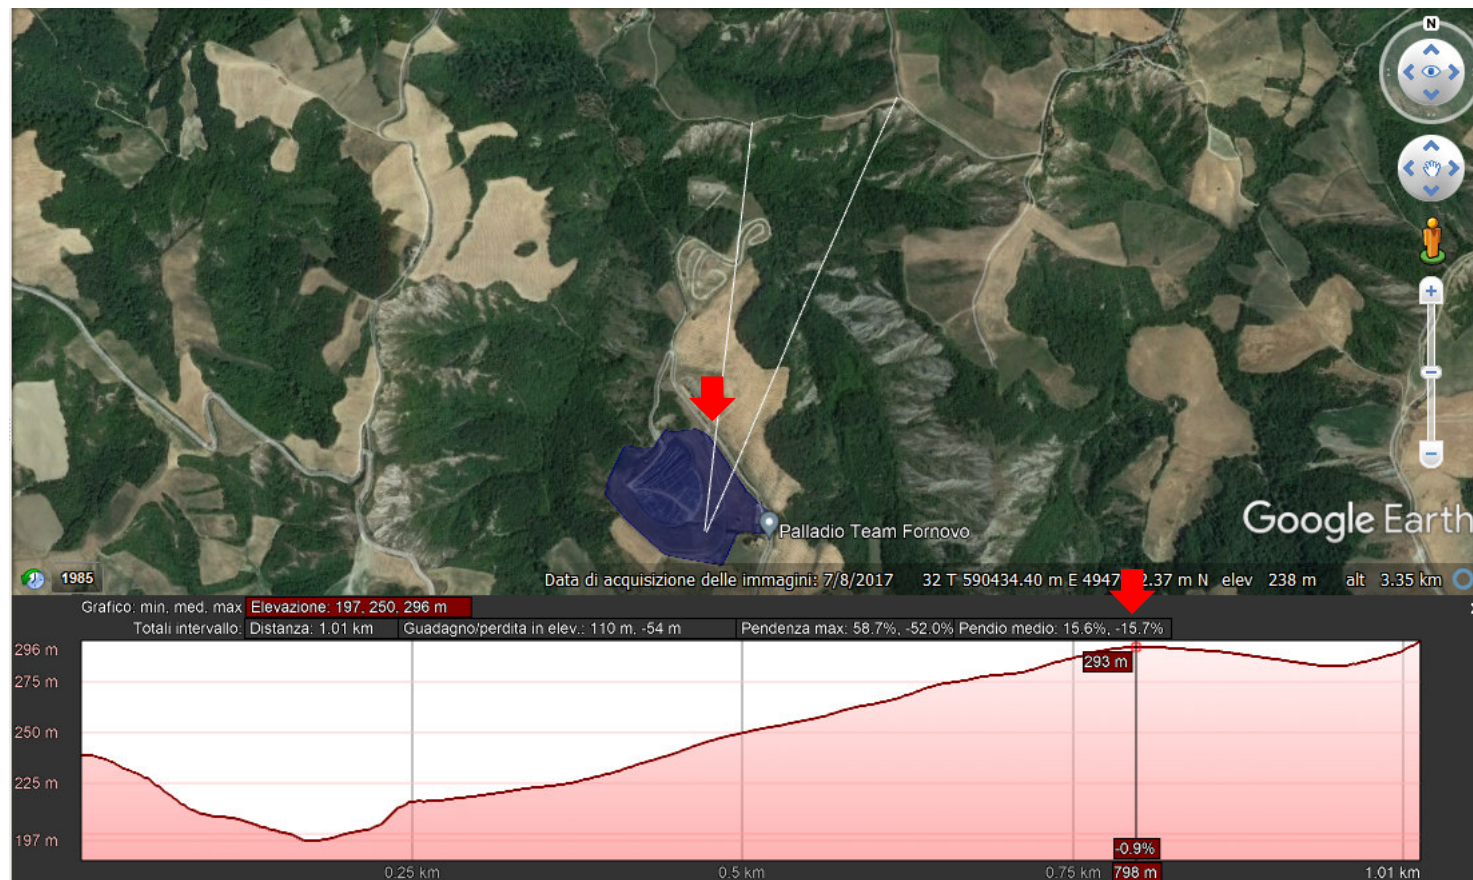 N
Palladio Team Fornovo
Google Earth
1985
Data di acquisizione delle immagini: 7/8/2017 32 T 590434.40 m E 4947 2.37 m N elev 238 m alt 3.35 km
Grafico: min, med, max Elevazione: 197, 250, 296 m
Totali intervallo: Distanza: 1.01 km Guadagno/perdita in elev.: 110 m, -54 m Pendenza max: 58.7%, -52.0% Pendio medio: 15.6%, -15.7%
296 m
293 m
275 m
250 m
225 m
197 m
-0.9%
0.25 km 0.5 km 0.75 km 798 m 1.01 km